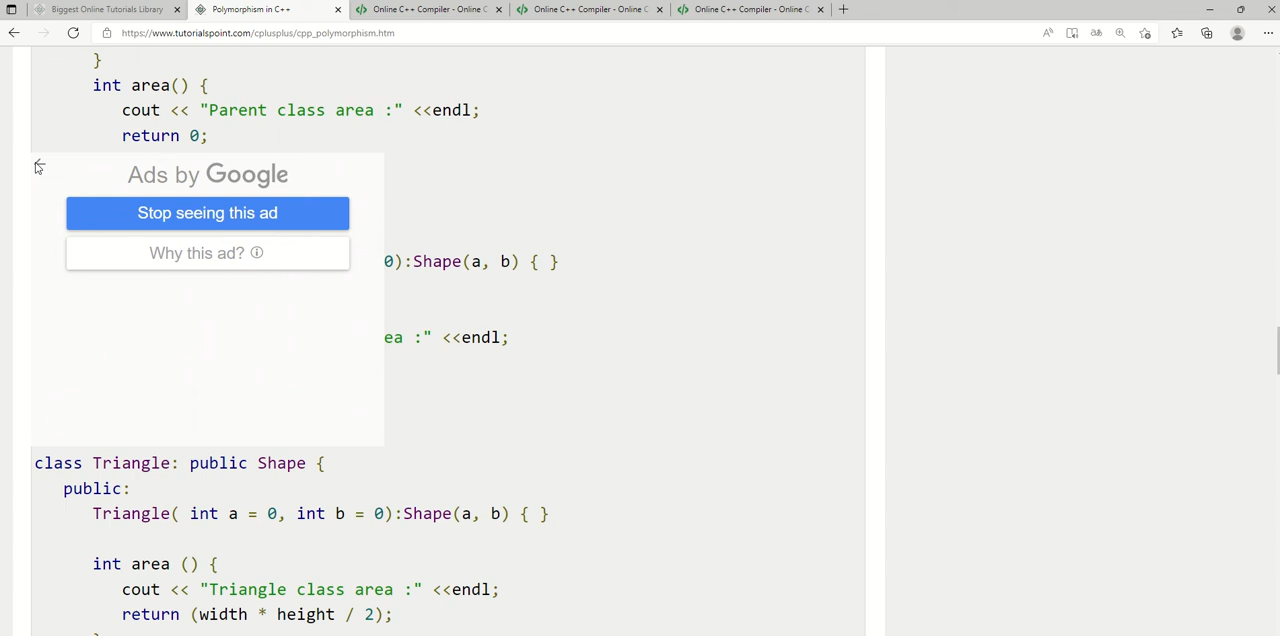 Biggest Online Tutorials Library
Polymorphism in C++
Online C++ Compiler - Online C
Online C++ Compiler - Online C
Online C++ Compiler - Online C
https://www.tutorialspoint.com/cplusplus/cpp_polymorphism.htm
}
int area() {
cout << "Parent class area :" <<endl;
return 0;
Ads by Google
Stop seeing this ad
Why this ad?
0):Shape(a, b) { }
ea :" <<endl;
class Triangle: public Shape {
public:
Triangle( int a = 0, int b = 0):Shape(a, b) { }
int area () {
cout << "Triangle class area :" <<endl;
return (width * height / 2);